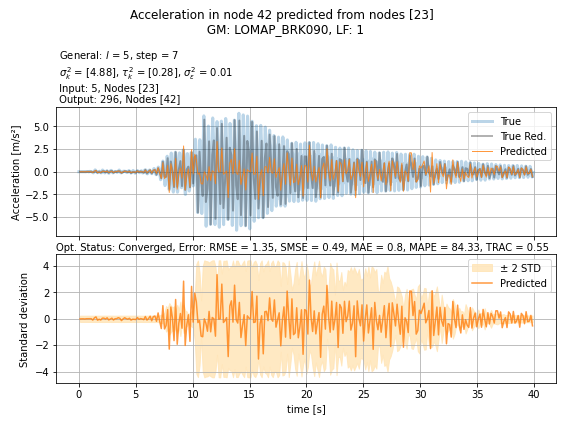 Acceleration in node 42 predicted from nodes [23]
GM: LOMAP_BRK090, LF: 1
General: l = 5, step = 7
σ²ₖ = [4.88], τ²ₖ = [0.28], σ²ε = 0.01
Input: 5, Nodes [23]
Output: 296, Nodes [42]
Acceleration [m/s²]
5.0
2.5
0.0
−2.5
−5.0
True
True Red.
Predicted
Opt. Status: Converged, Error: RMSE = 1.35, SMSE = 0.49, MAE = 0.8, MAPE = 84.33, TRAC = 0.55
Standard deviation
4
2
0
−2
−4
± 2 STD
Predicted
0 5 10 15 20 25 30 35 40
time [s]